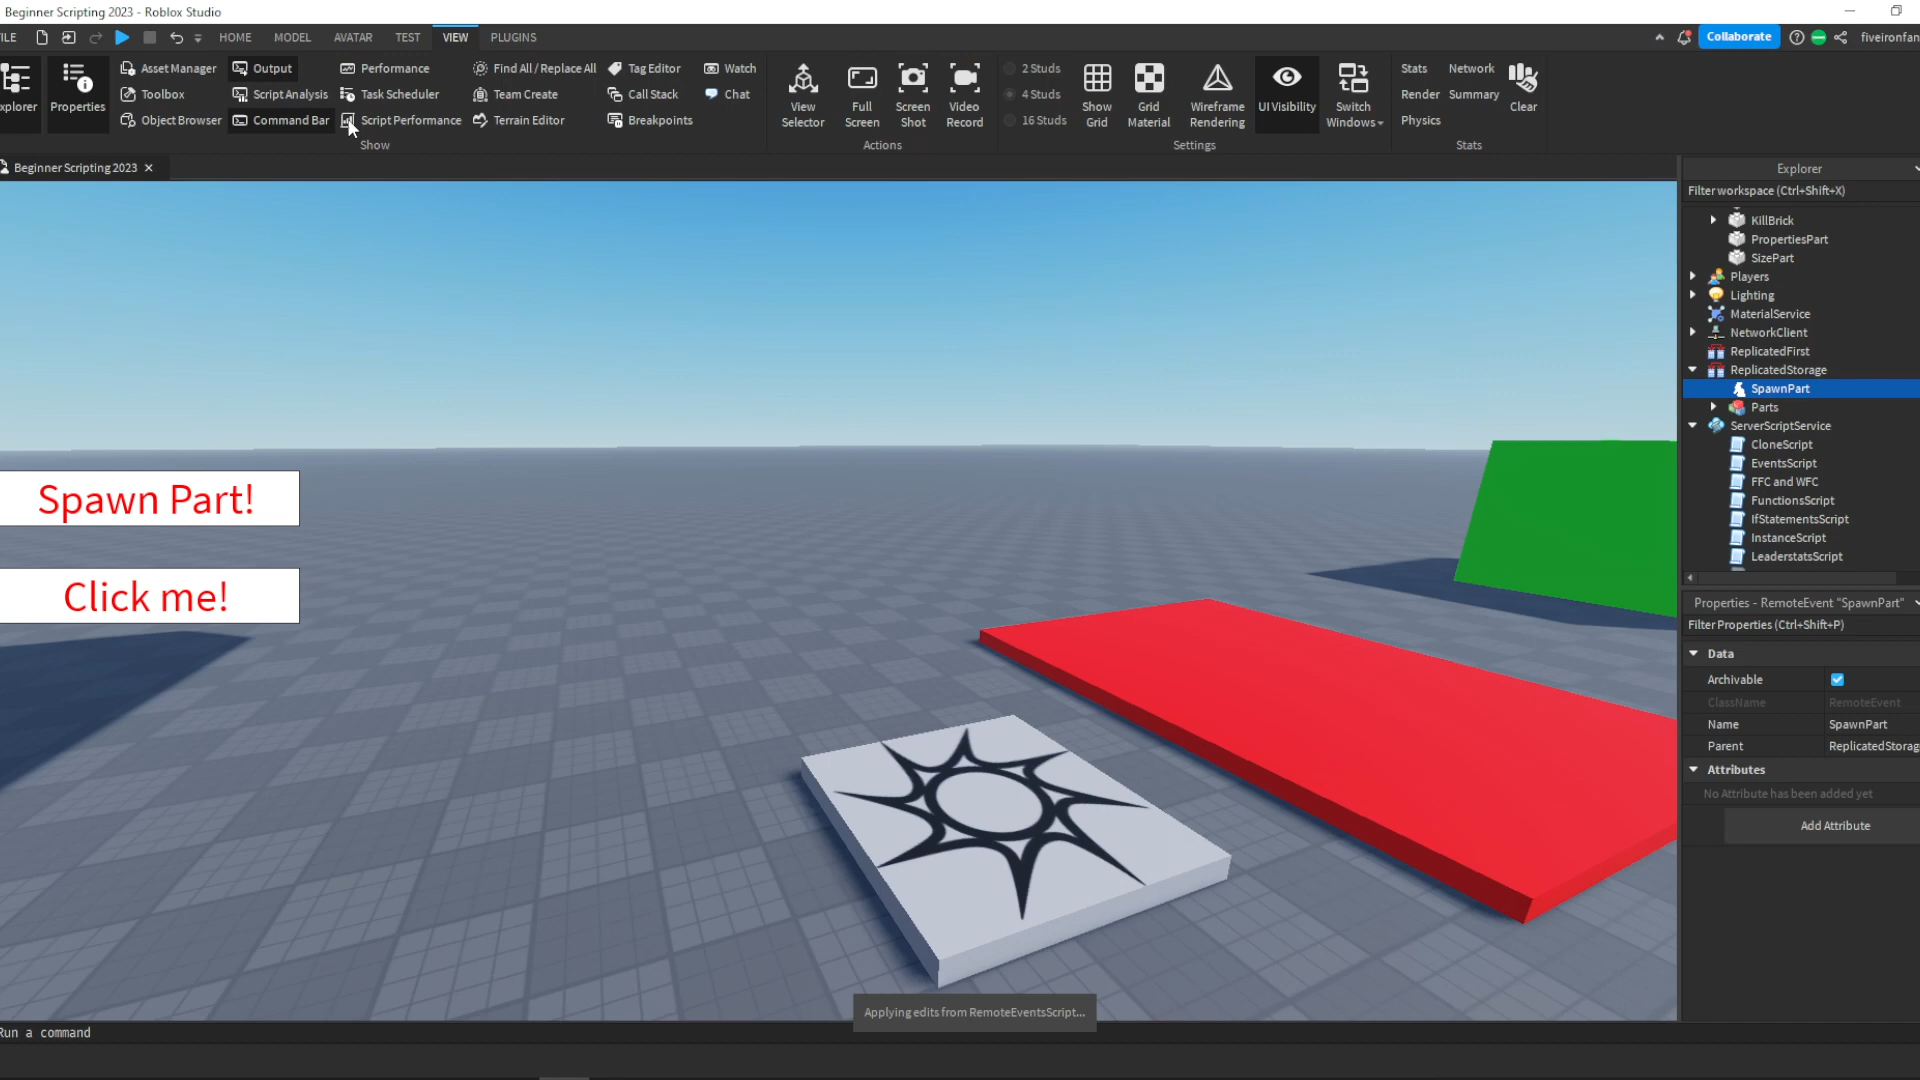 Beginner Scripting 2023 - Roblox Studio
ILE HOME MODEL AVATAR TEST VIEW PLUGINS Collaborate fiveironfan
xplorer
Properties
Asset Manager
Toolbox
Object Browser
Output
Script Analysis
Command Bar
Performance
Task Scheduler
Script Performance
Find All / Replace All
Team Create
Terrain Editor
Tag Editor
Call Stack
Breakpoints
Watch
Chat
Show
View
Selector
Full
Screen
Screen
Shot
Video
Record
Actions
2 Studs
4 Studs
16 Studs
Show
Grid
Grid
Material
Wireframe
Rendering
UI Visibility
Switch
Windows
Settings
Stats
Render
Physics
Network
Summary
Clear
Stats
Beginner Scripting 2023
Spawn Part!
Click me!
Applying edits from RemoteEventsScript...
Run a command
Explorer
Filter workspace (Ctrl+Shift+X)
KillBrick
PropertiesPart
SizePart
Players
Lighting
MaterialService
NetworkClient
ReplicatedFirst
ReplicatedStorage
SpawnPart
Parts
ServerScriptService
CloneScript
EventsScript
FFC and WFC
FunctionsScript
IfStatementsScript
InstanceScript
LeaderstatsScript
Properties - RemoteEvent "SpawnPart"
Filter Properties (Ctrl+Shift+P)
Data
Archivable
ClassName RemoteEvent
Name SpawnPart
Parent ReplicatedStorag
Attributes
No Attribute has been added yet
Add Attribute